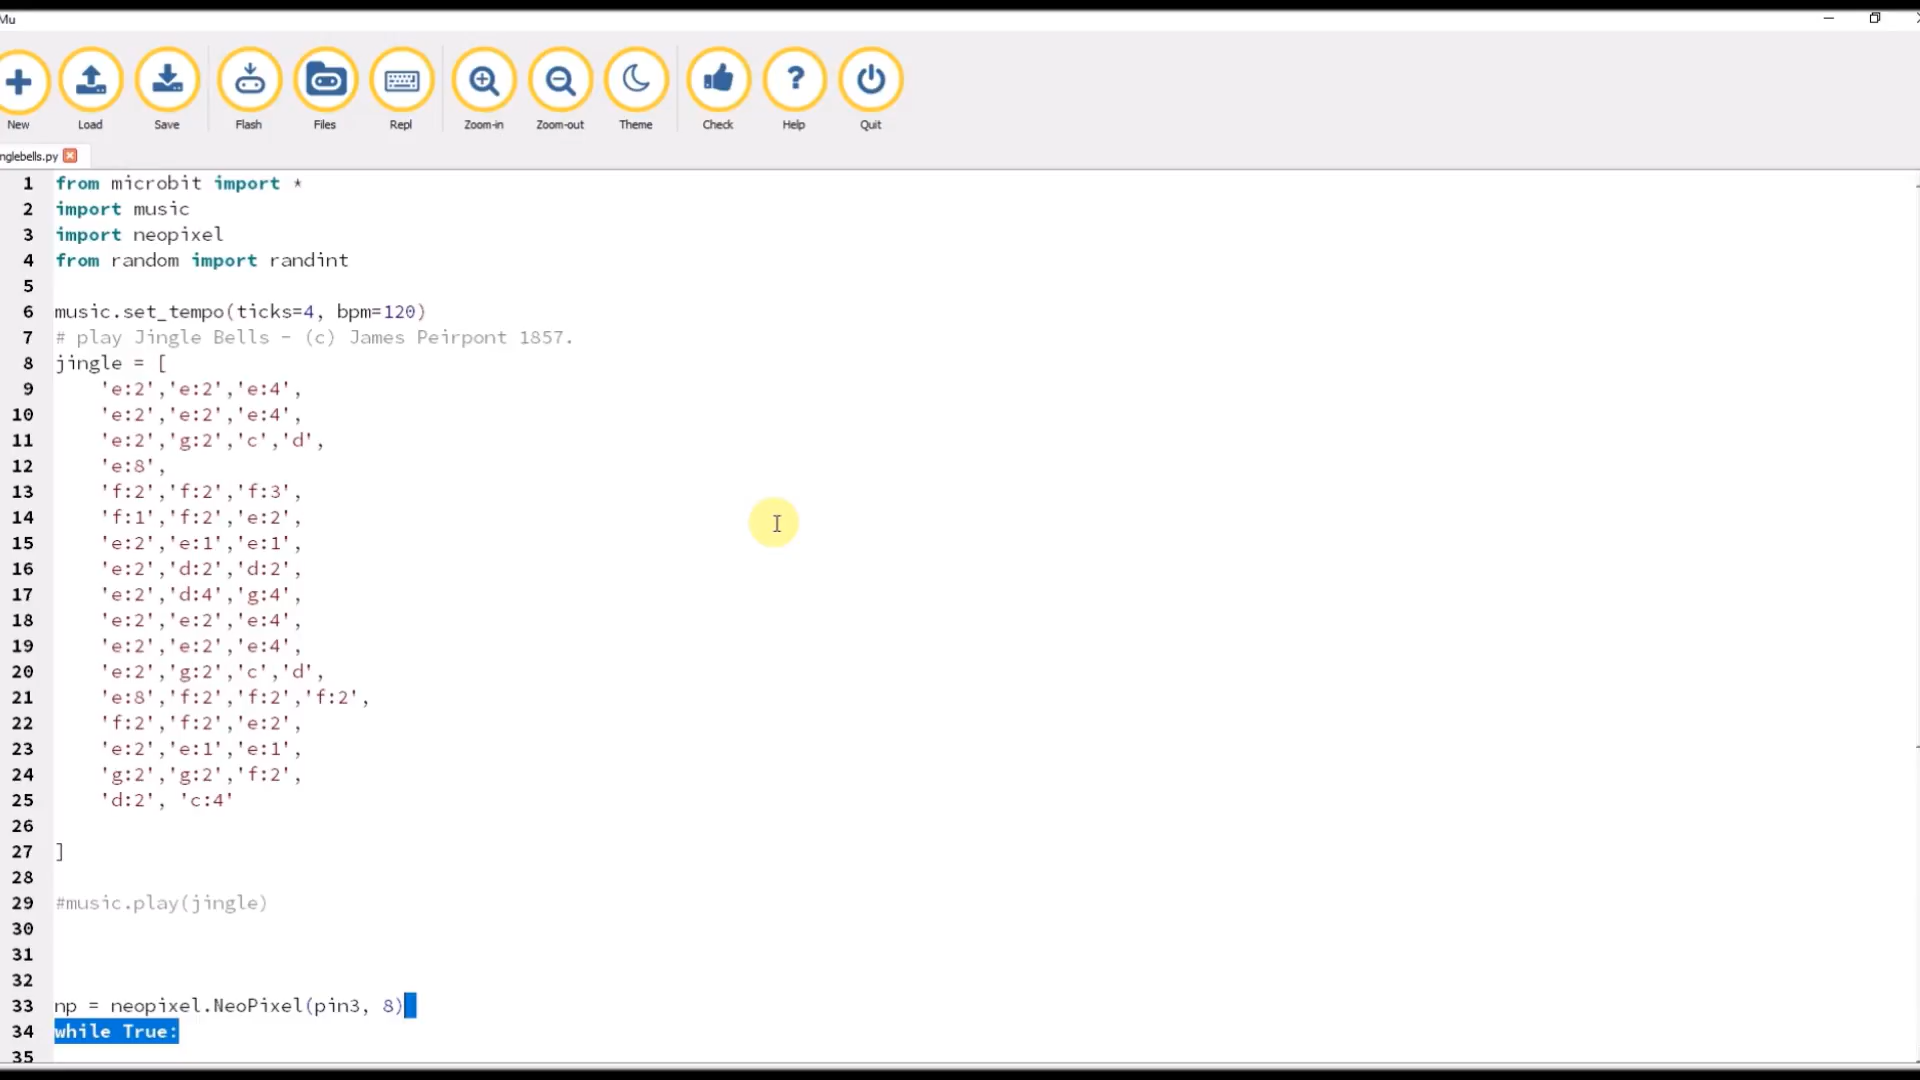 Mu
New Load Save Flash Files Repl Zoom-in Zoom-out Theme Check Help Quit
nglebells.py
1 from microbit import *
2 import music
3 import neopixel
4 from random import randint
5
6 music.set_tempo(ticks=4, bpm=120)
7 # play Jingle Bells - (c) James Peirpont 1857.
8 jingle = [
9 'e:2','e:2','e:4',
10 'e:2','e:2','e:4',
11 'e:2','g:2','c','d',
12 'e:8',
13 'f:2','f:2','f:3',
14 'f:1','f:2','e:2',
15 'e:2','e:1','e:1',
16 'e:2','d:2','d:2',
17 'e:2','d:4','g:4',
18 'e:2','e:2','e:4',
19 'e:2','e:2','e:4',
20 'e:2','g:2','c','d',
21 'e:8','f:2','f:2','f:2',
22 'f:2','f:2','e:2',
23 'e:2','e:1','e:1',
24 'g:2','g:2','f:2',
25 'd:2', 'c:4'
26
27 ]
28
29 #music.play(jingle)
30
31
32
33 np = neopixel.NeoPixel(pin3, 8)
34 while True:
35